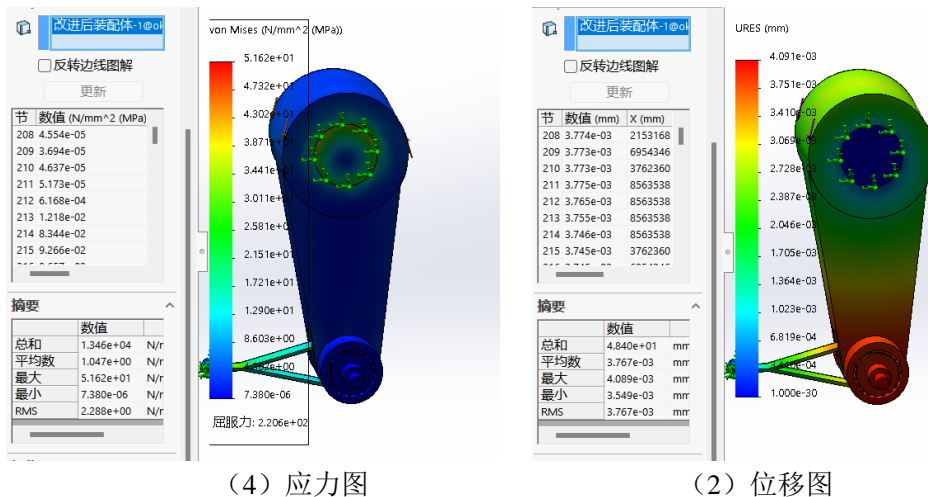 改进后装配体-1@ok
反转边线图解
更新
节 数值 (N/mm^2 (MPa)
208 4.554e-05
209 3.694e-05
210 4.637e-05
211 5.173e-05
212 6.168e-04
213 1.218e-02
214 8.344e-02
215 9.266e-02
摘要
数值
总和 1.346e+04 N/r
平均数 1.047e+00 N/r
最大 5.162e+01 N/r
最小 7.380e-06 N/r
RMS 2.288e+00 N/r
von Mises (N/mm^2 (MPa))
5.162e+01
4.732e+01
4.302e+01
3.871e+01
3.441e+01
3.011e+01
2.581e+01
2.151e+01
1.721e+01
1.290e+01
8.603e+00
7.380e-06
屈服力: 2.206e+02
（4）应力图
改进后装配体-1@ok
反转边线图解
更新
节 数值 (mm) X (mm)
208 3.774e-03 2153168
209 3.773e-03 6954346
210 3.773e-03 3762360
211 3.775e-03 8563538
212 3.765e-03 8563538
213 3.755e-03 8563538
214 3.746e-03 8563538
215 3.745e-03 3762360
摘要
数值
总和 4.840e+01 mm
平均数 3.767e-03 mm
最大 4.089e-03 mm
最小 3.549e-03 mm
RMS 3.767e-03 mm
URES (mm)
4.091e-03
3.751e-03
3.410e-03
3.069e-03
2.728e-03
2.387e-03
2.046e-03
1.705e-03
1.364e-03
1.023e-03
6.819e-04
1.000e-30
（2）位移图